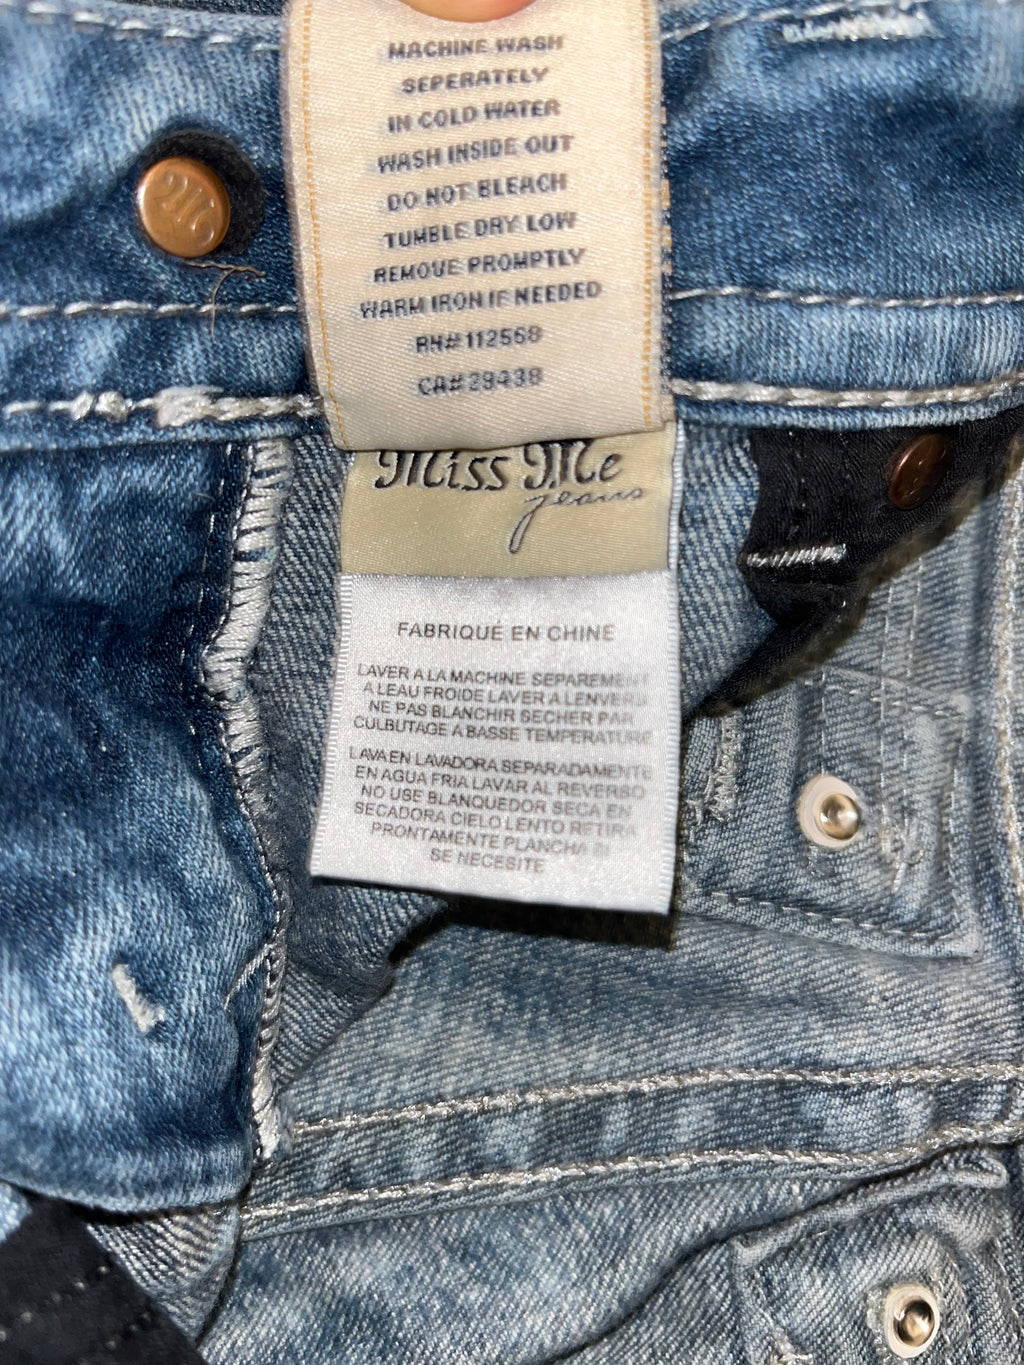 MACHINE WASH
SEPERATELY
IN COLD WATER
WASH INSIDE OUT
DO NOT BLEACH
TUMBLE DRY LOW
REMOVE PROMPTLY
WARM IRON IF NEEDED
RN# 112568
CA# 29438
Miss Me
jeans
FABRIQUÉ EN CHINE
LAVER A LA MACHINE SEPAREMENT
A LEAU FROIDE LAVER A LENVERS
NE PAS BLANCHIR SECHER PAR
CULBUTAGE A BASSE TEMPERATURE
LAVA EN LAVADORA SEPARADAMENTE
EN AGUA FRIA LAVAR AL REVERSO
NO USE BLANQUEDOR SECA EN
SECADORA CIELO LENTO RETIRA
PRONTAMENTE PLANCHA SI
SE NECESITE